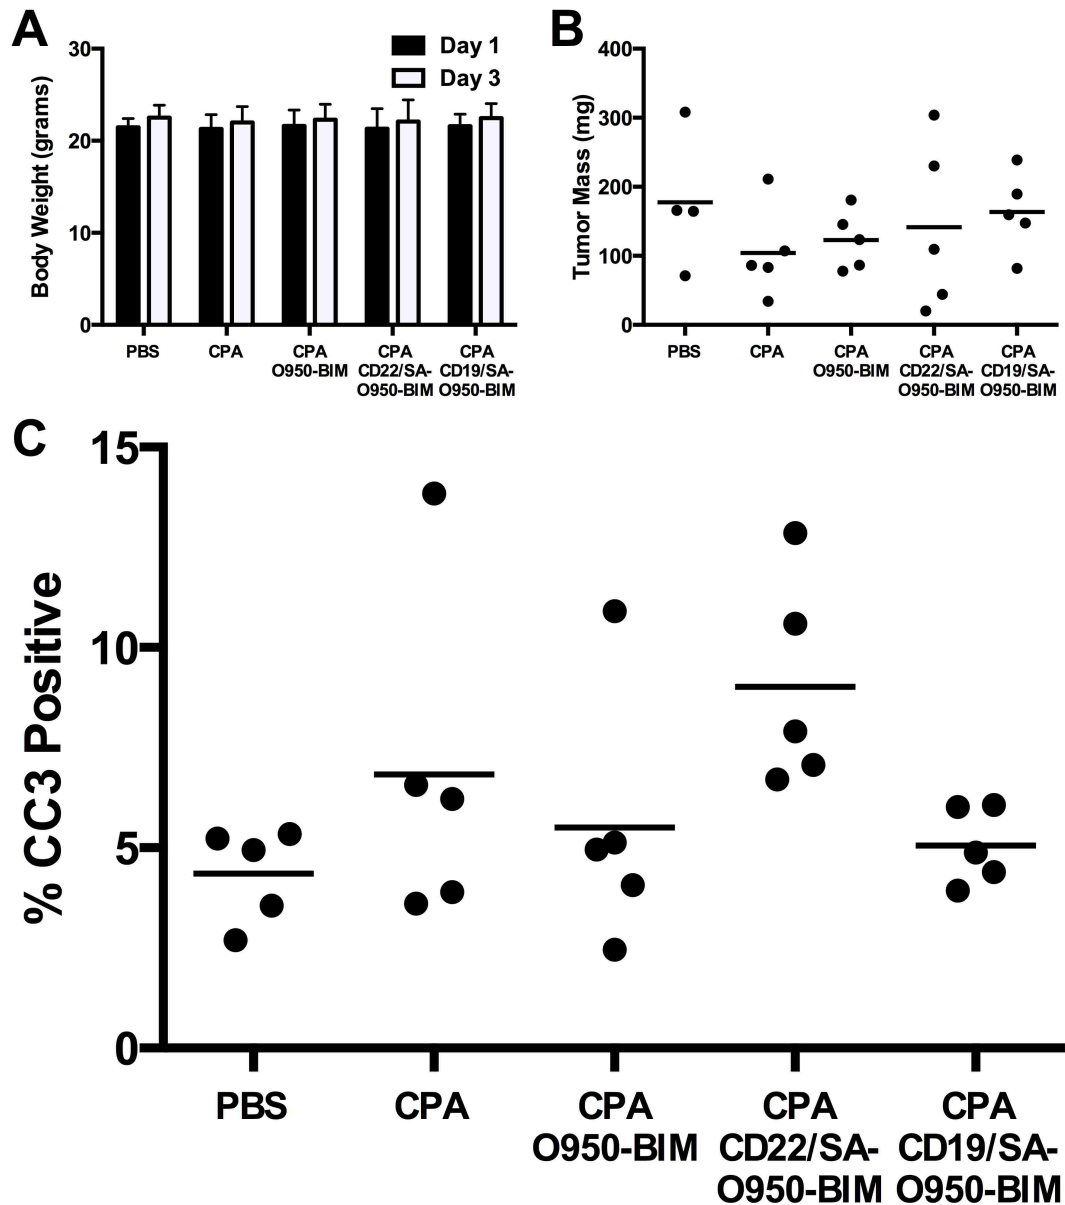 A
Body Weight (grams)
30
20
10
0
Day 1
Day 3
PBS
CPA
CPA
O950-BIM
CPA
CD22/SA-
O950-BIM
CPA
CD19/SA-
O950-BIM
B
Tumor Mass (mg)
400
300
200
100
0
PBS
CPA
CPA
O950-BIM
CPA
CD22/SA-
O950-BIM
CPA
CD19/SA-
O950-BIM
C
% CC3 Positive
15
10
5
0
PBS
CPA
CPA
O950-BIM
CPA
CD22/SA-
O950-BIM
CPA
CD19/SA-
O950-BIM